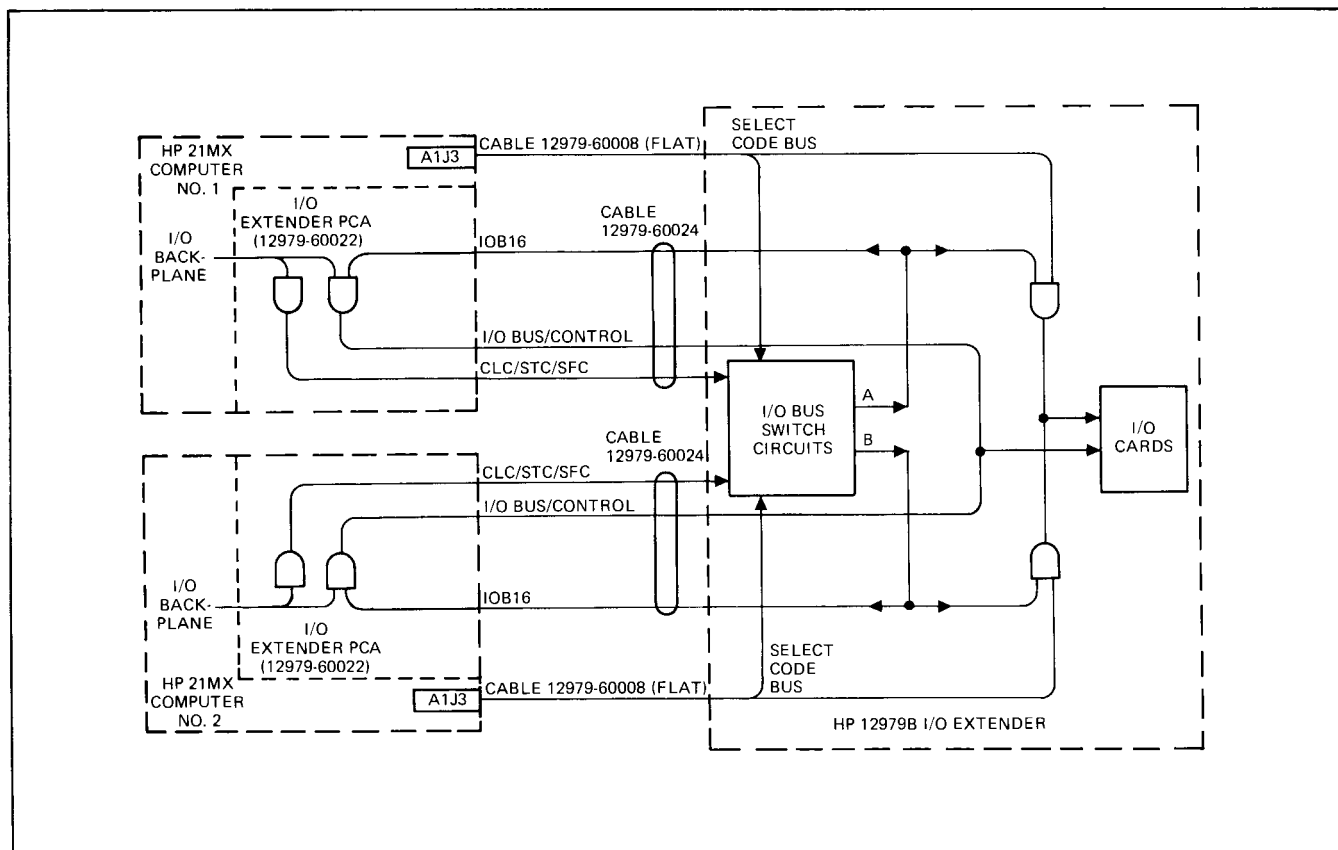 HP 21MX
COMPUTER
NO. 1
A1J3
CABLE 12979-60008 (FLAT)
SELECT
CODE BUS
I/O
EXTENDER PCA
(12979-60022)
I/O
BACK-
PLANE
CABLE
12979-60024
IOB16
I/O BUS/CONTROL
CLC/STC/SFC
I/O BUS
SWITCH
CIRCUITS
A
B
I/O
CARDS
CABLE
12979-60024
CLC/STC/SFC
I/O BUS/CONTROL
IOB16
I/O
BACK-
PLANE
I/O
EXTENDER PCA
(12979-60022)
HP 21MX
COMPUTER
NO. 2
A1J3
CABLE 12979-60008 (FLAT)
SELECT
CODE
BUS
HP 12979B I/O EXTENDER